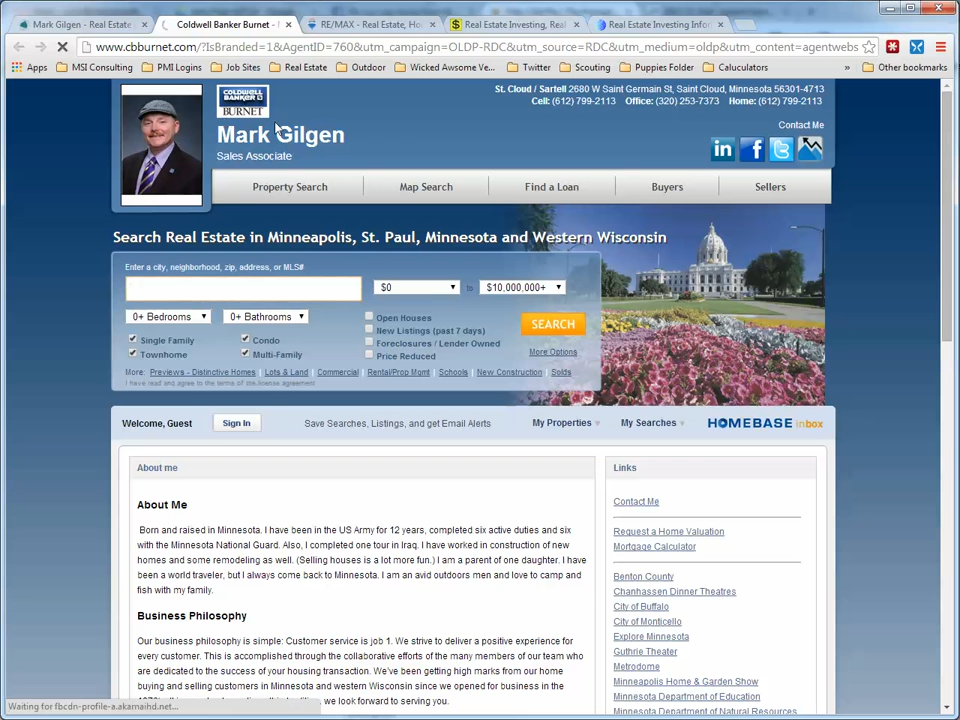 Mark Gilgen - Real Estate
Coldwell Banker Burnet -
RE/MAX - Real Estate, Ho
Real Estate Investing, Real
Real Estate Investing Infor
www.cbburnet.com/?IsBranded=1&AgentID=760&utm_campaign=OLDP-RDC&utm_source=RDC&utm_medium=oldp&utm_content=agentwebs
Apps MSI Consulting PMI Logins Job Sites Real Estate Outdoor Wicked Awsome Ve... Twitter Scouting Puppies Folder Caluculators » Other bookmarks
St. Cloud / Sartell 2680 W Saint Germain St, Saint Cloud, Minnesota 56301-4713
Cell: (612) 799-2113 Office: (320) 253-7373 Home: (612) 799-2113
COLDWELL BANKER
BURNET
Mark Gilgen
Sales Associate
Contact Me
Property Search Map Search Find a Loan Buyers Sellers
Search Real Estate in Minneapolis, St. Paul, Minnesota and Western Wisconsin
Enter a city, neighborhood, zip, address, or MLS#
$0 to $10,000,000+
0+ Bedrooms 0+ Bathrooms
Open Houses
New Listings (past 7 days)
Foreclosures / Lender Owned
Price Reduced
Single Family Condo
Townhome Multi-Family
SEARCH
More Options
More: Previews - Distinctive Homes Lots & Land Commercial Rental/Prop Mgmt Schools New Construction Solds
I have read and agree to the terms of the license agreement
Welcome, Guest Sign In Save Searches, Listings, and get Email Alerts My Properties My Searches HOMEBASE inbox
About me
About Me
Born and raised in Minnesota. I have been in the US Army for 12 years, completed six active duties and six
with the Minnesota National Guard. Also, I completed one tour in Iraq. I have worked in construction of new
homes and some remodeling as well. (Selling houses is a lot more fun.) I am a parent of one daughter. I have
been a world traveler, but I always come back to Minnesota. I am an avid outdoors men and love to camp and
fish with my family.
Business Philosophy
Our business philosophy is simple: Customer service is job 1. We strive to deliver a positive experience for
every customer. This is accomplished through the collaborative efforts of the many members of our team who
are dedicated to the success of your housing transaction. We've been getting high marks from our home
buying and selling customers in Minnesota and western Wisconsin since we opened for business in the
we look forward to serving you.
Links
Contact Me
Request a Home Valuation
Mortgage Calculator
Benton County
Chanhassen Dinner Theatres
City of Buffalo
City of Monticello
Explore Minnesota
Guthrie Theater
Metrodome
Minneapolis Home & Garden Show
Minnesota Department of Education
Minnesota Department of Natural Resources
Waiting for fbcdn-profile-a.akamaihd.net...